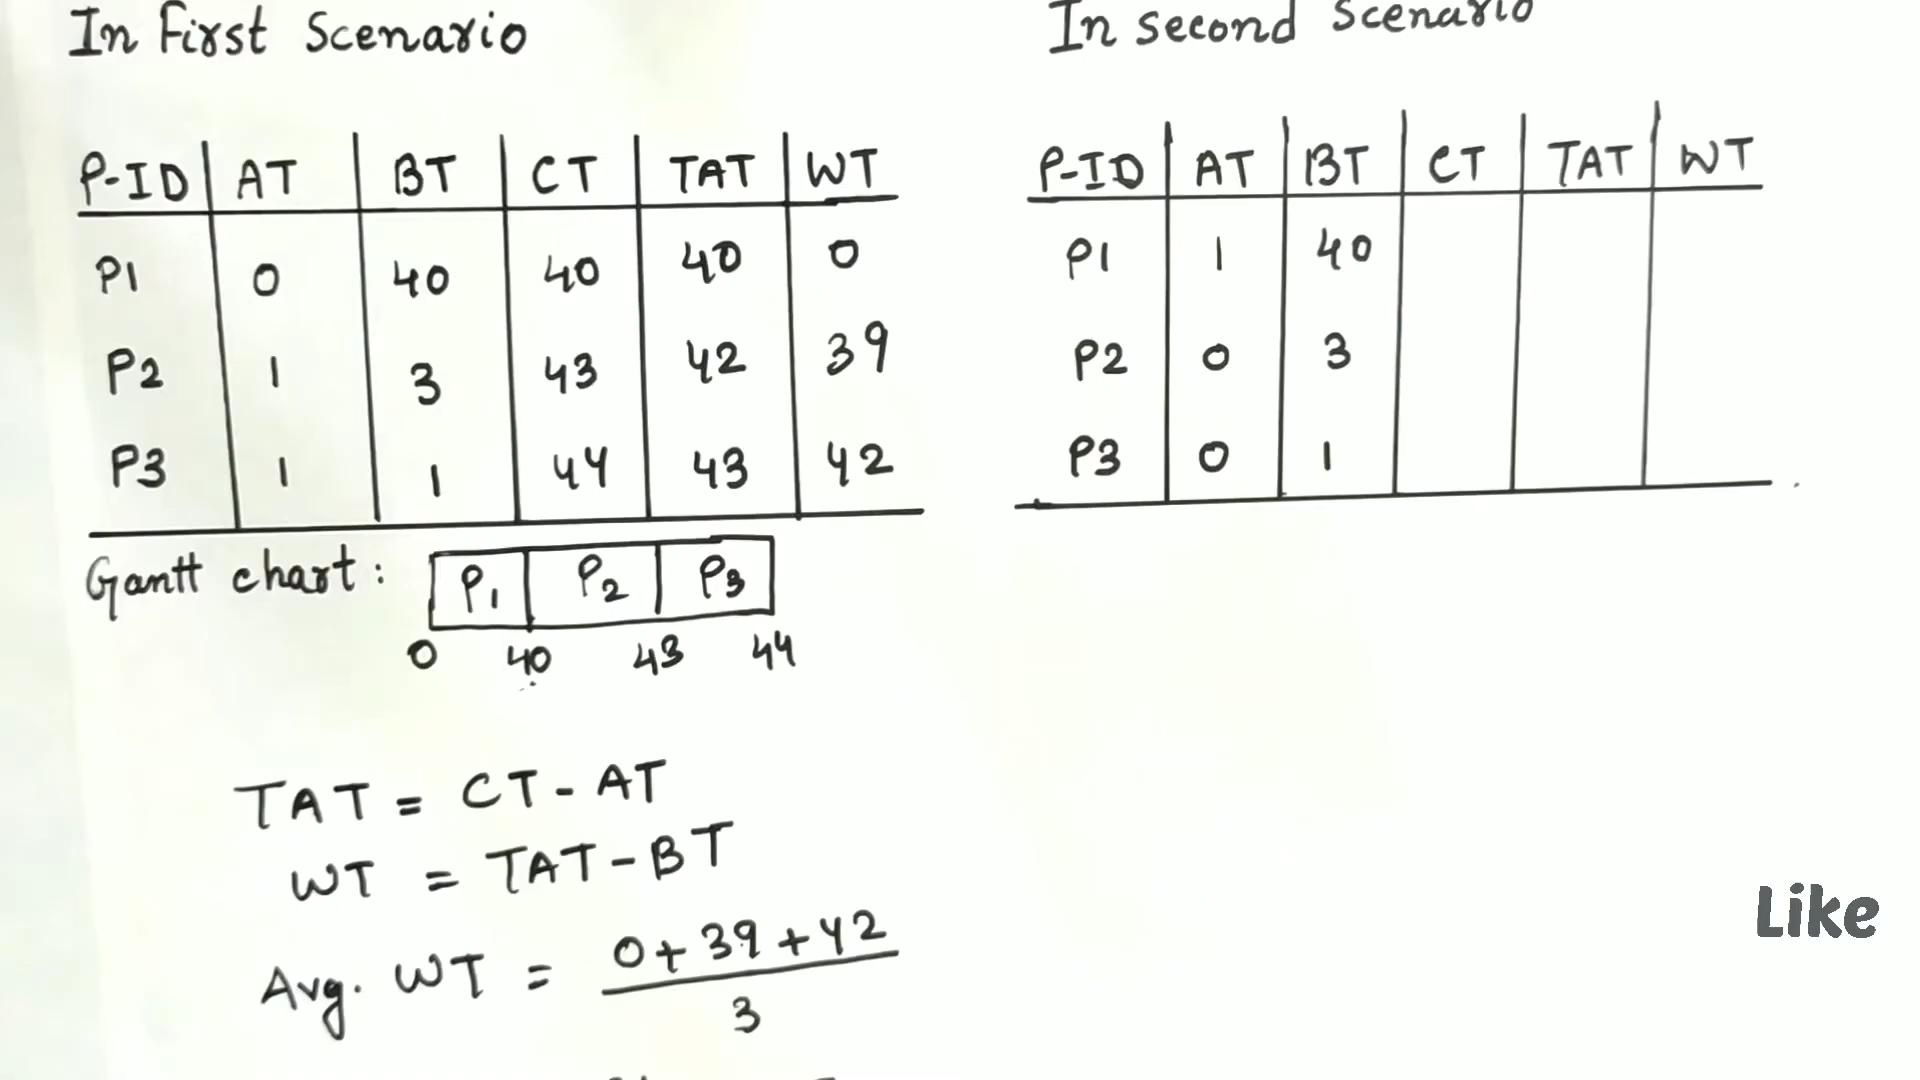 In First Scenario
P-ID AT BT CT TAT WT
P1 0 40 40 40 0
P2 1 3 43 42 39
P3 1 1 44 43 42
Gantt chart: P1 P2 P3
0 40 43 44
TAT = CT - AT
WT = TAT - BT
Avg. WT = 0 + 39 + 42
3
In second Scenario
P-ID AT BT CT TAT WT
P1 1 40
P2 0 3
P3 0 1
Like